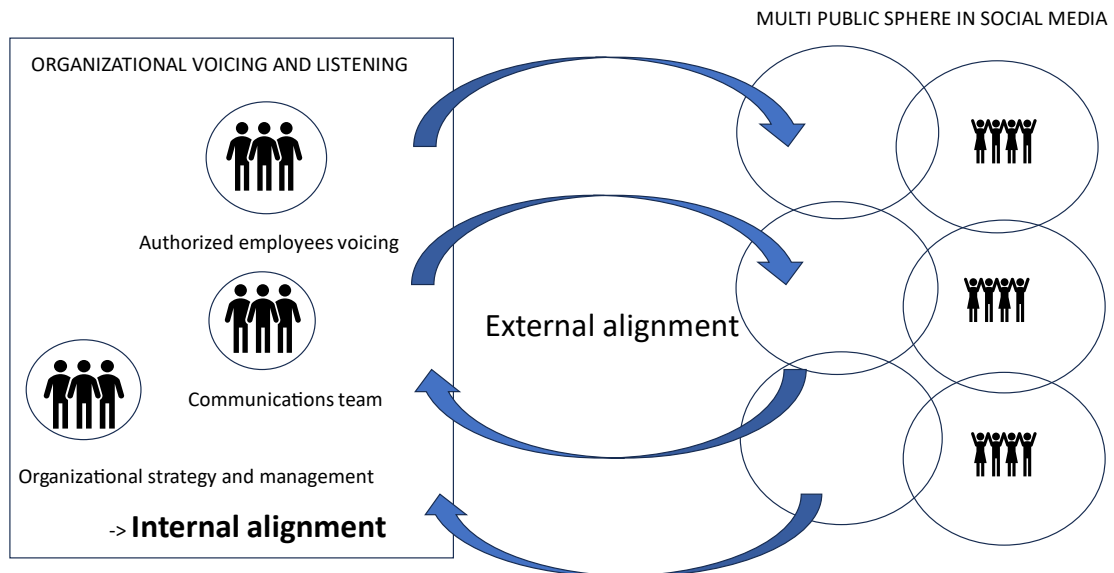 MULTI PUBLIC SPHERE IN SOCIAL MEDIA
ORGANIZATIONAL VOICING AND LISTENING
Authorized employees voicing
External alignment
Communications team
Organizational strategy and management
-> Internal alignment